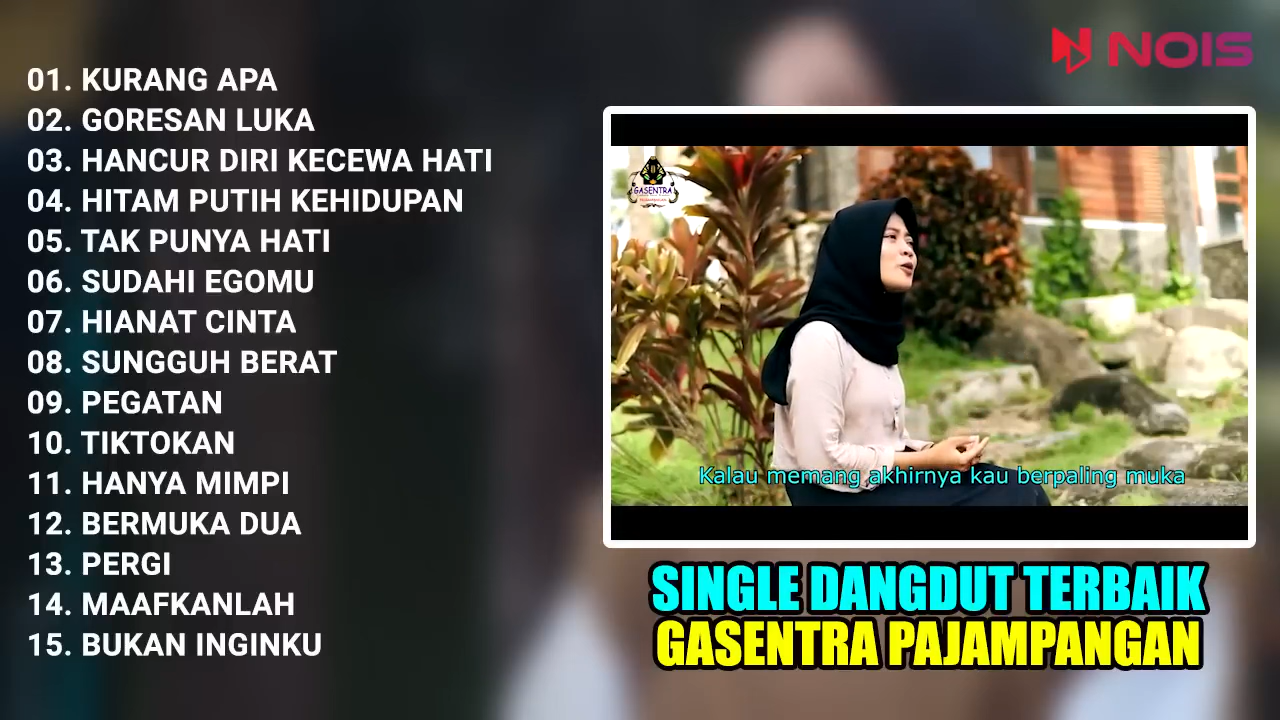 01. KURANG APA
02. GORESAN LUKA
03. HANCUR DIRI KECEWA HATI
04. HITAM PUTIH KEHIDUPAN
05. TAK PUNYA HATI
06. SUDAHI EGOMU
07. HIANAT CINTA
08. SUNGGUH BERAT
09. PEGATAN
10. TIKTOKAN
11. HANYA MIMPI
12. BERMUKA DUA
13. PERGI
14. MAAFKANLAH
15. BUKAN INGINKU
NOIS
GASENTRA
PAJAMPANGAN
Kalau memang akhirnya kau berpaling muka
SINGLE DANGDUT TERBAIK
GASENTRA PAJAMPANGAN